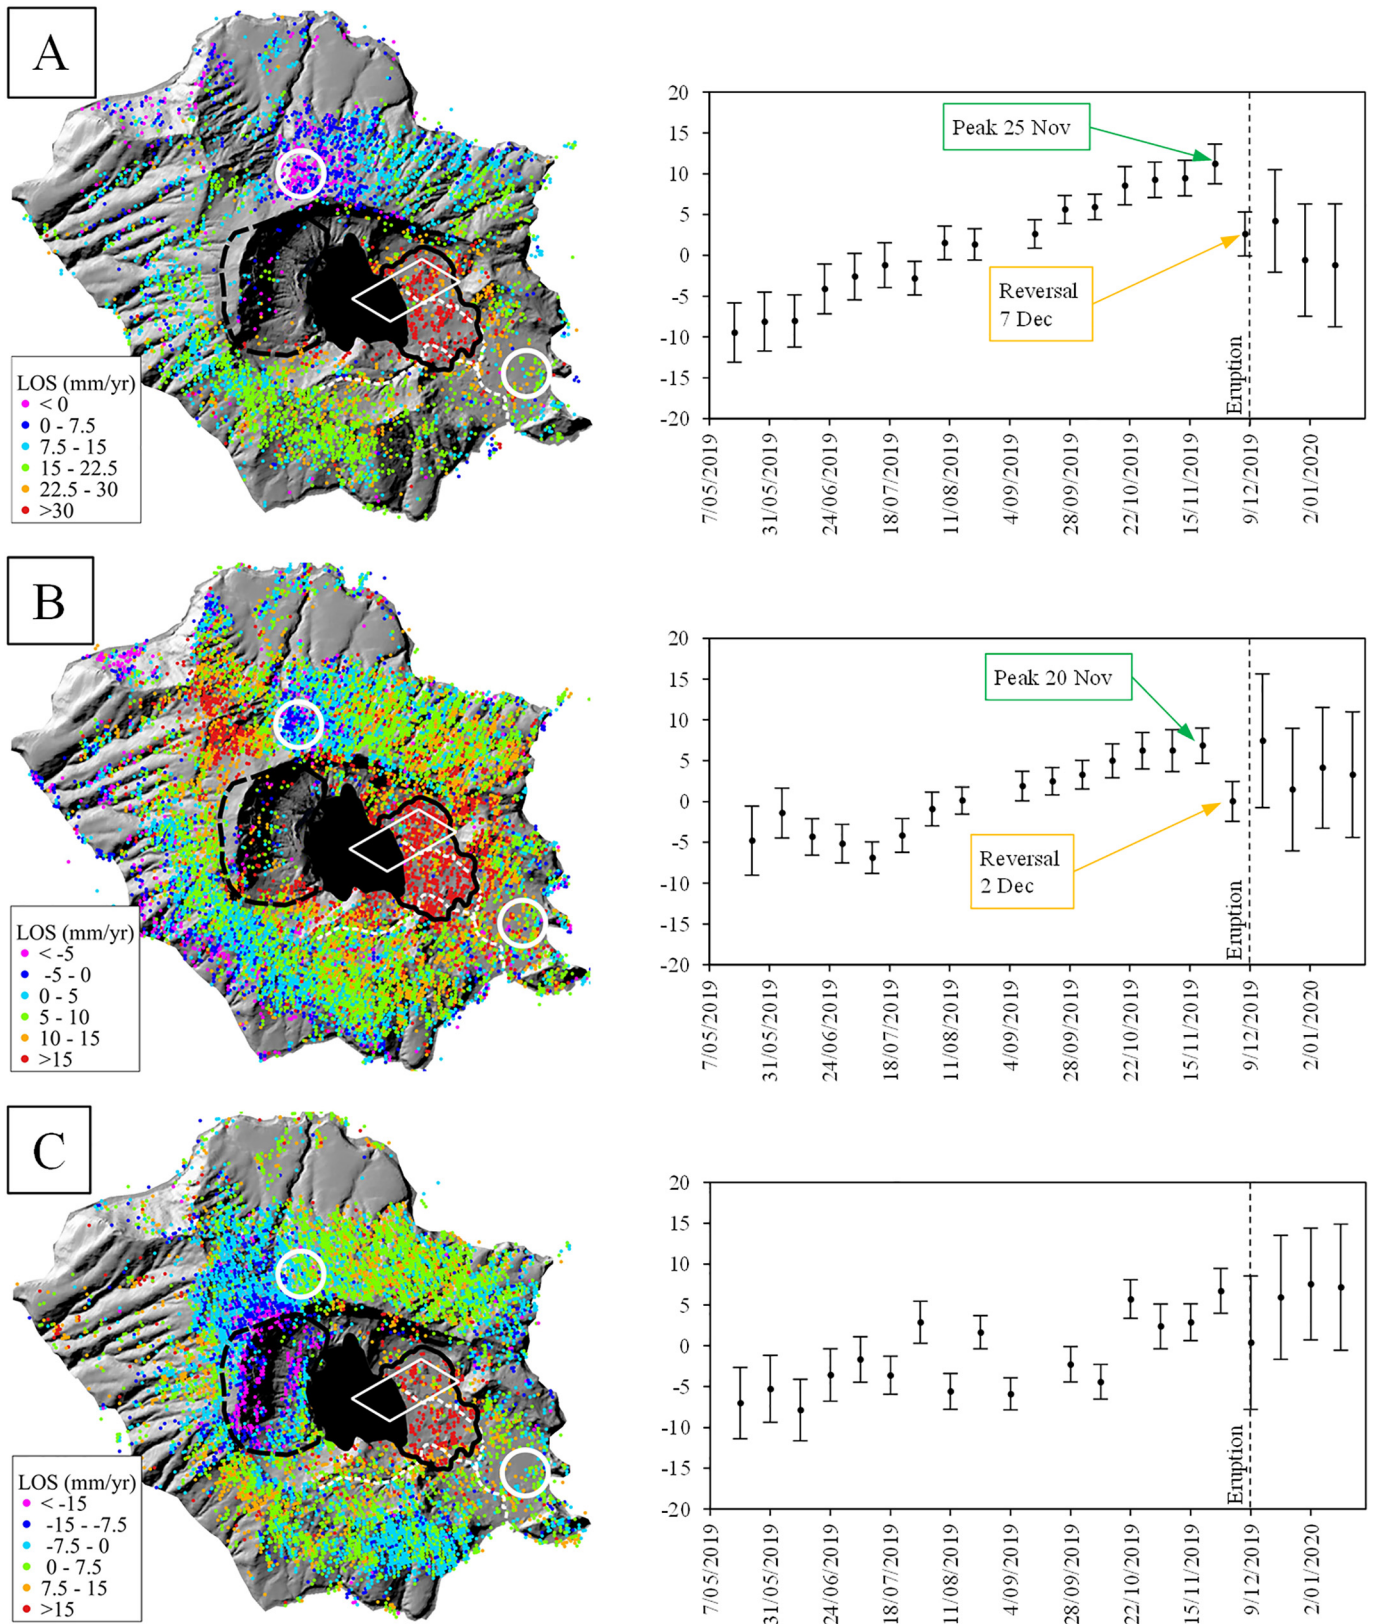 A
LOS (mm/yr)
< 0
0 - 7.5
7.5 - 15
15 - 22.5
22.5 - 30
>30
20
15
10
5
0
-5
-10
-15
-20
Peak 25 Nov
Reversal
7 Dec
Eruption
7/05/2019
31/05/2019
24/06/2019
18/07/2019
11/08/2019
4/09/2019
28/09/2019
22/10/2019
15/11/2019
9/12/2019
2/01/2020
B
LOS (mm/yr)
< -5
-5 - 0
0 - 5
5 - 10
10 - 15
>15
20
15
10
5
0
-5
-10
-15
-20
Peak 20 Nov
Reversal
2 Dec
Eruption
7/05/2019
31/05/2019
24/06/2019
18/07/2019
11/08/2019
4/09/2019
28/09/2019
22/10/2019
15/11/2019
9/12/2019
2/01/2020
C
LOS (mm/yr)
< -15
-15 - -7.5
-7.5 - 0
0 - 7.5
7.5 - 15
>15
20
15
10
5
0
-5
-10
-15
-20
Eruption
7/05/2019
31/05/2019
24/06/2019
18/07/2019
11/08/2019
4/09/2019
28/09/2019
22/10/2019
15/11/2019
9/12/2019
2/01/2020